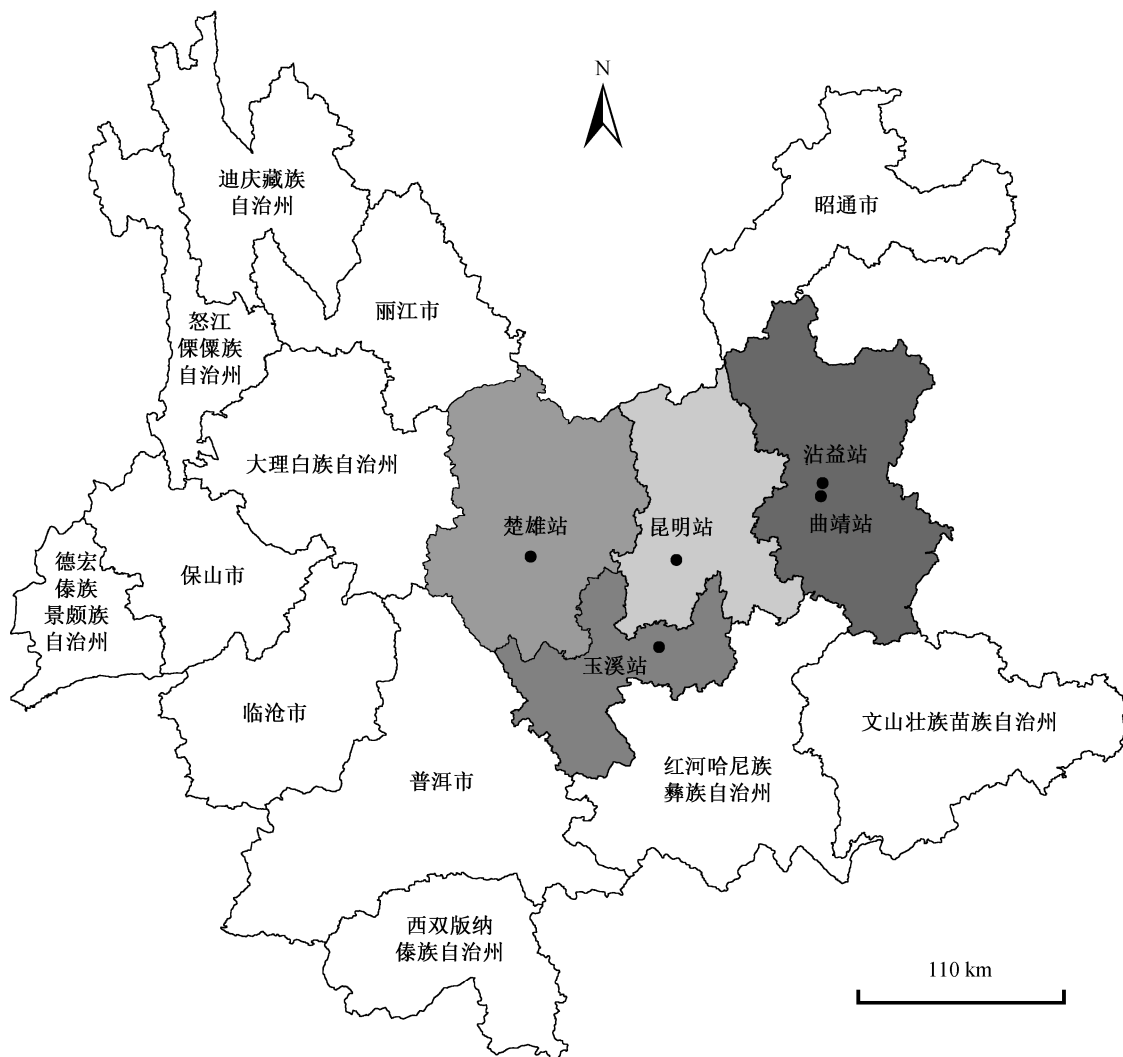 N
迪庆藏族
自治州
昭通市
丽江市
怒江
傈僳族
自治州
大理白族自治州
沾益站
曲靖站
楚雄站
昆明站
德宏
傣族
景颇族
自治州
保山市
玉溪站
临沧市
文山壮族苗族自治州
普洱市
红河哈尼族
彝族自治州
西双版纳
傣族自治州
110 km